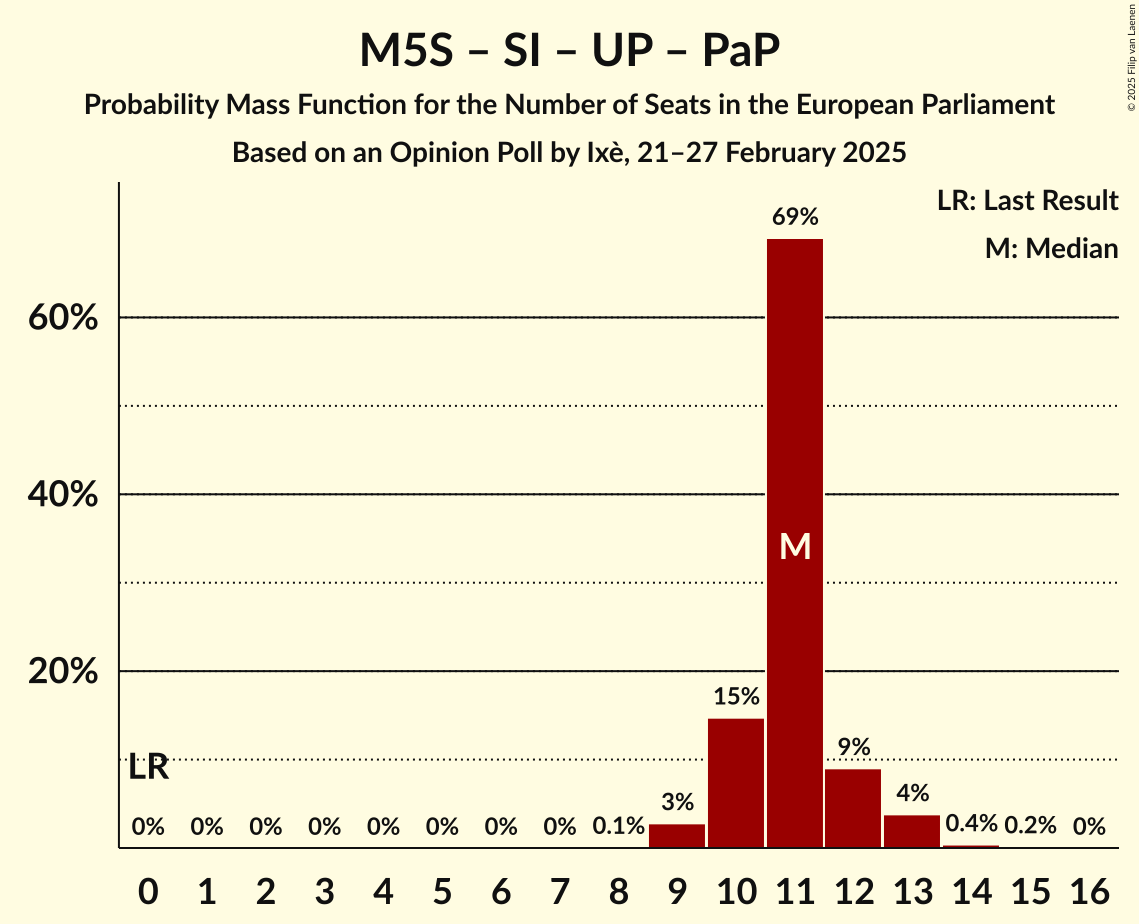 M5S – SI – UP – PaP
Probability Mass Function for the Number of Seats in the European Parliament
Based on an Opinion Poll by Ixè, 21–27 February 2025
© 2025 Filip van Laenen
LR: Last Result
M: Median
69%
60%
40%
M
20%
15%
LR
9%
3%
4%
0% 0% 0% 0% 0% 0% 0% 0% 0.1% 0.4% 0.2% 0%
0 1 2 3 4 5 6 7 8 9 10 11 12 13 14 15 16